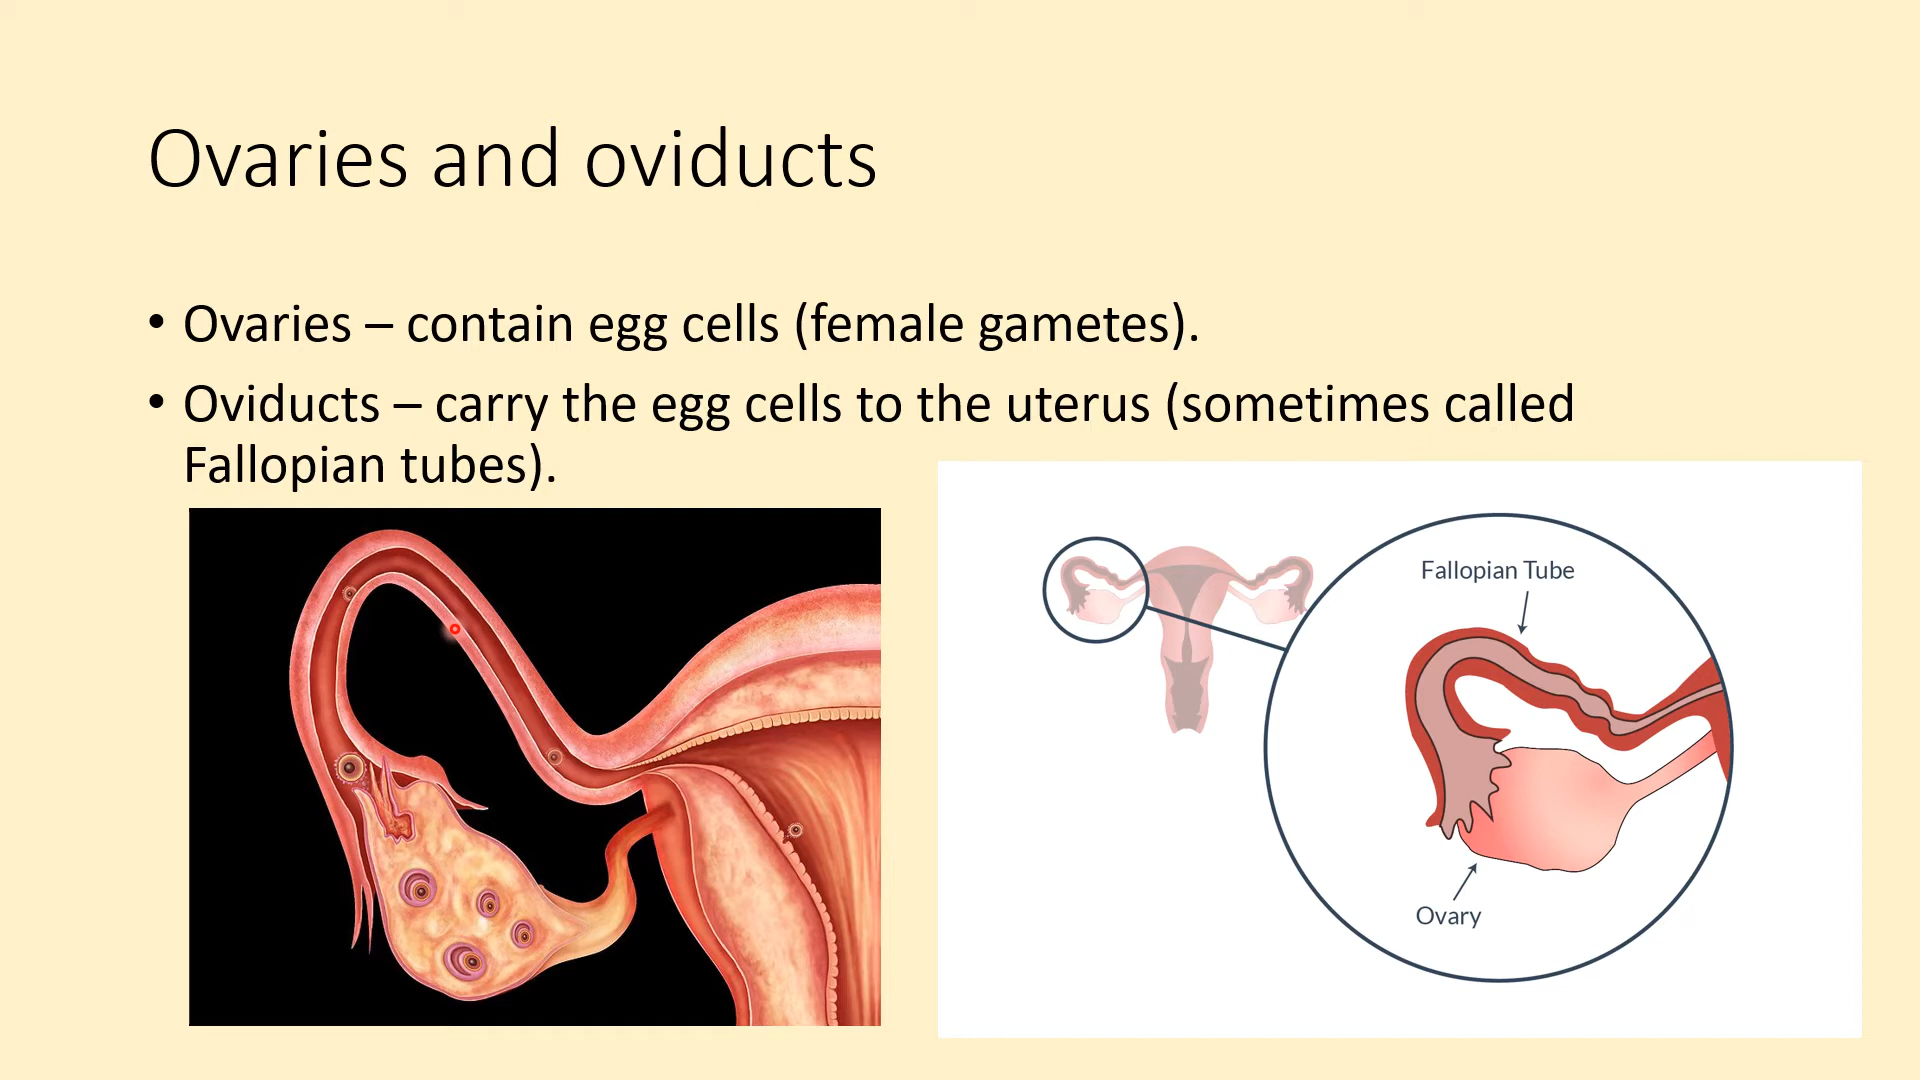 Ovaries and oviducts
• Ovaries – contain egg cells (female gametes).
• Oviducts – carry the egg cells to the uterus (sometimes called
Fallopian tubes).
Fallopian Tube
Ovary